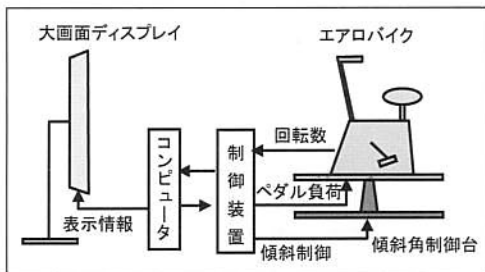 大画面ディスプレイ
エアロバイク
回転数
コンピュータ
制御装置
ペダル負荷
表示情報
傾斜制御
傾斜角制御台